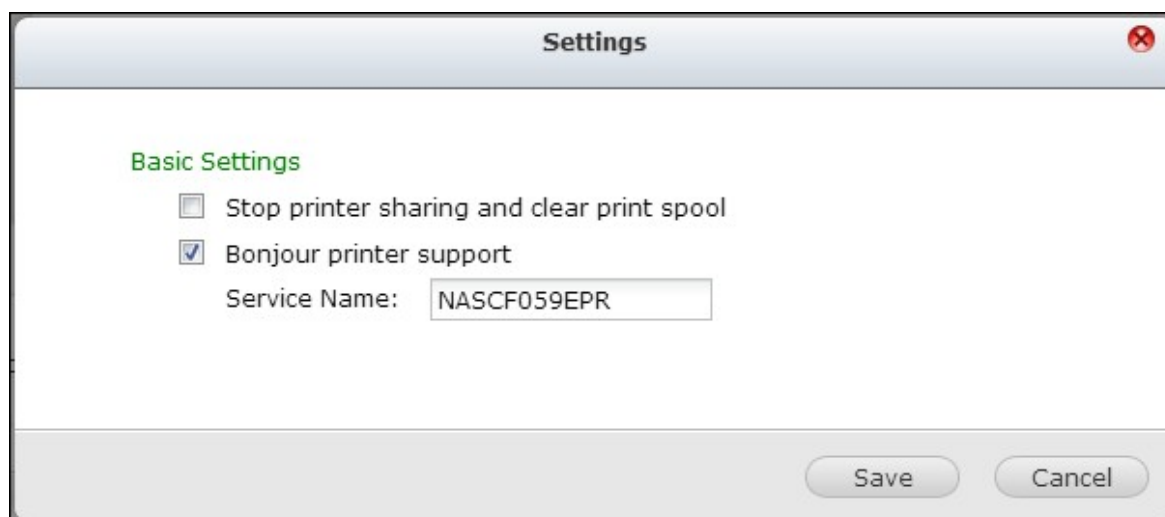 Settings
Basic Settings
Stop printer sharing and clear print spool
Bonjour printer support
Service Name: NASCF059EPR
Save Cancel